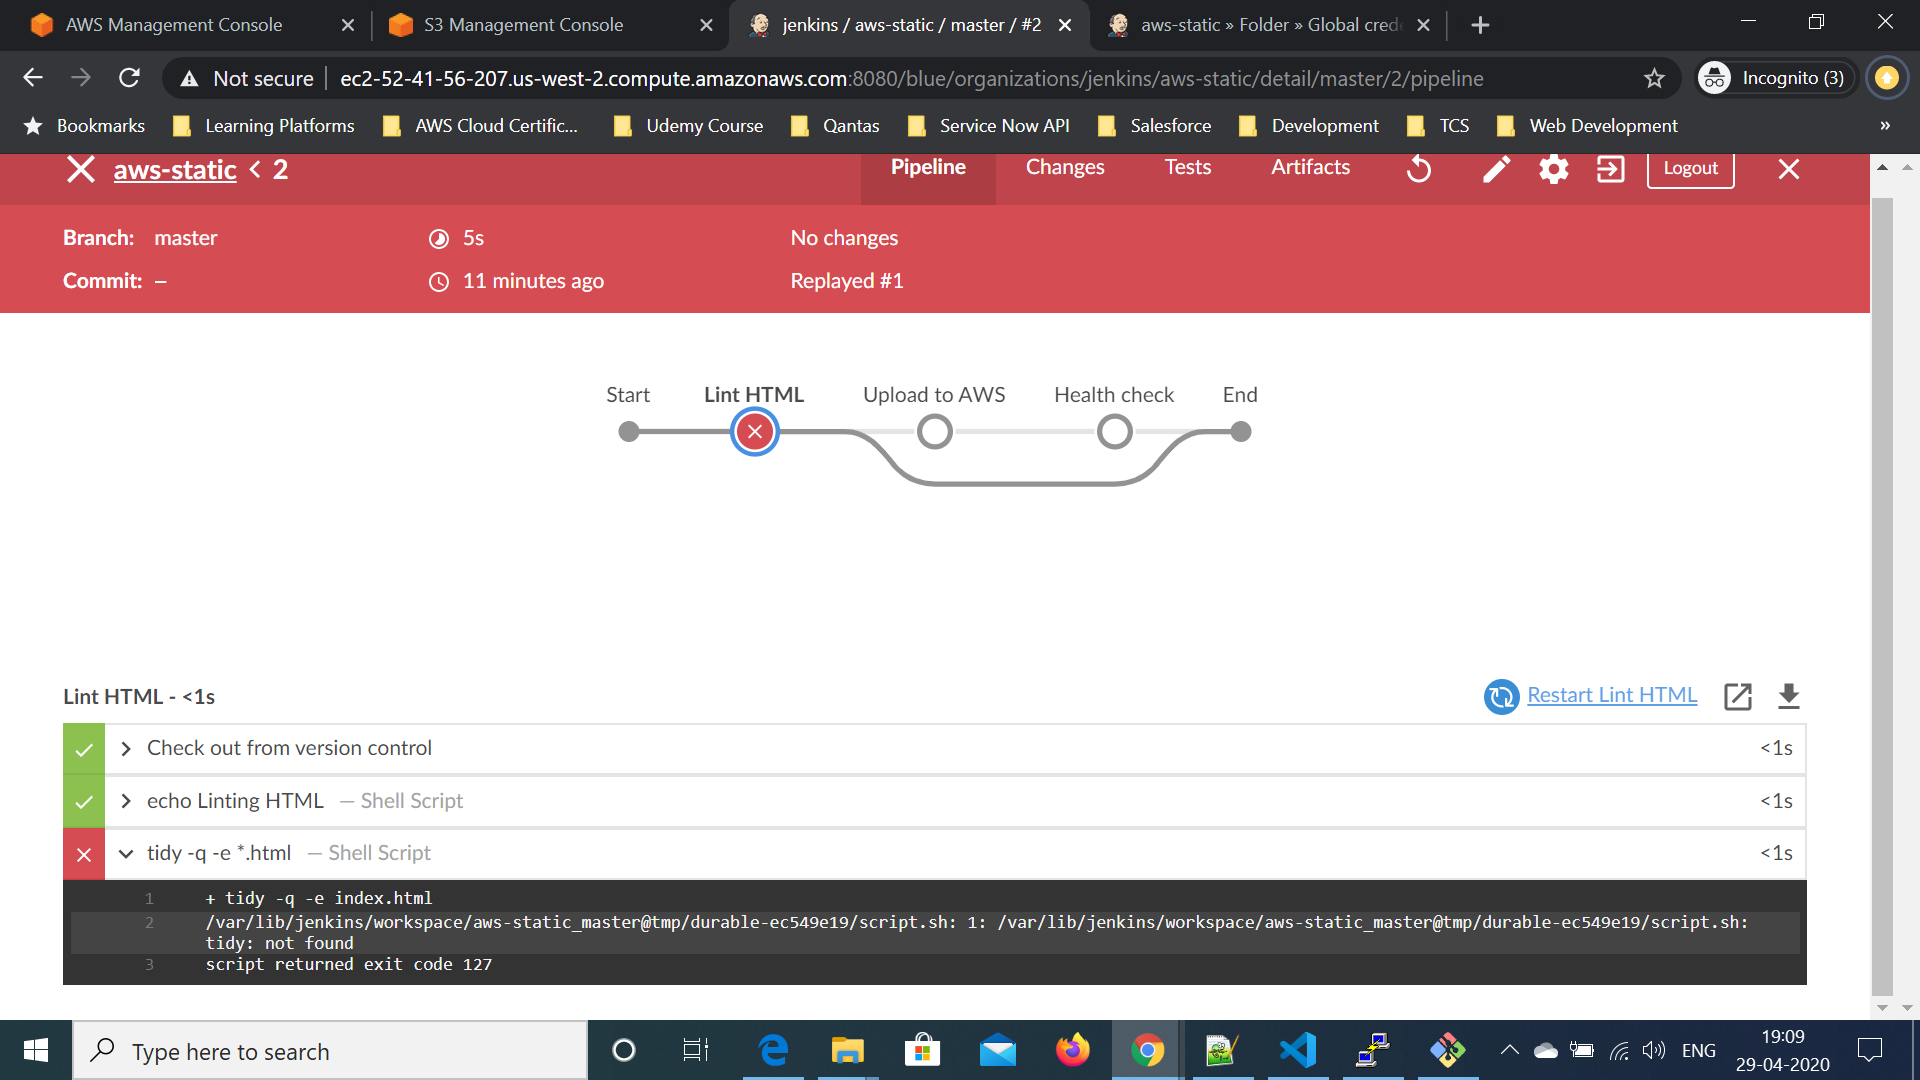 AWS Management Console
S3 Management Console
jenkins / aws-static / master / #2
aws-static » Folder » Global crede
Not secure
ec2-52-41-56-207.us-west-2.compute.amazonaws.com:8080/blue/organizations/jenkins/aws-static/detail/master/2/pipeline
Incognito (3)
Bookmarks
Learning Platforms
AWS Cloud Certific...
Udemy Course
Qantas
Service Now API
Salesforce
Development
TCS
Web Development
»
aws-static < 2
Pipeline
Changes
Tests
Artifacts
Logout
Branch: master
5s
No changes
Commit: –
11 minutes ago
Replayed #1
Start
Lint HTML
Upload to AWS
Health check
End
Lint HTML - <1s
Restart Lint HTML
Check out from version control
<1s
echo Linting HTML — Shell Script
<1s
tidy -q -e *.html — Shell Script
<1s
1 + tidy -q -e index.html
2 /var/lib/jenkins/workspace/aws-static_master@tmp/durable-ec549e19/script.sh: 1: /var/lib/jenkins/workspace/aws-static_master@tmp/durable-ec549e19/script.sh:
tidy: not found
3 script returned exit code 127
Type here to search
ENG
19:09
29-04-2020